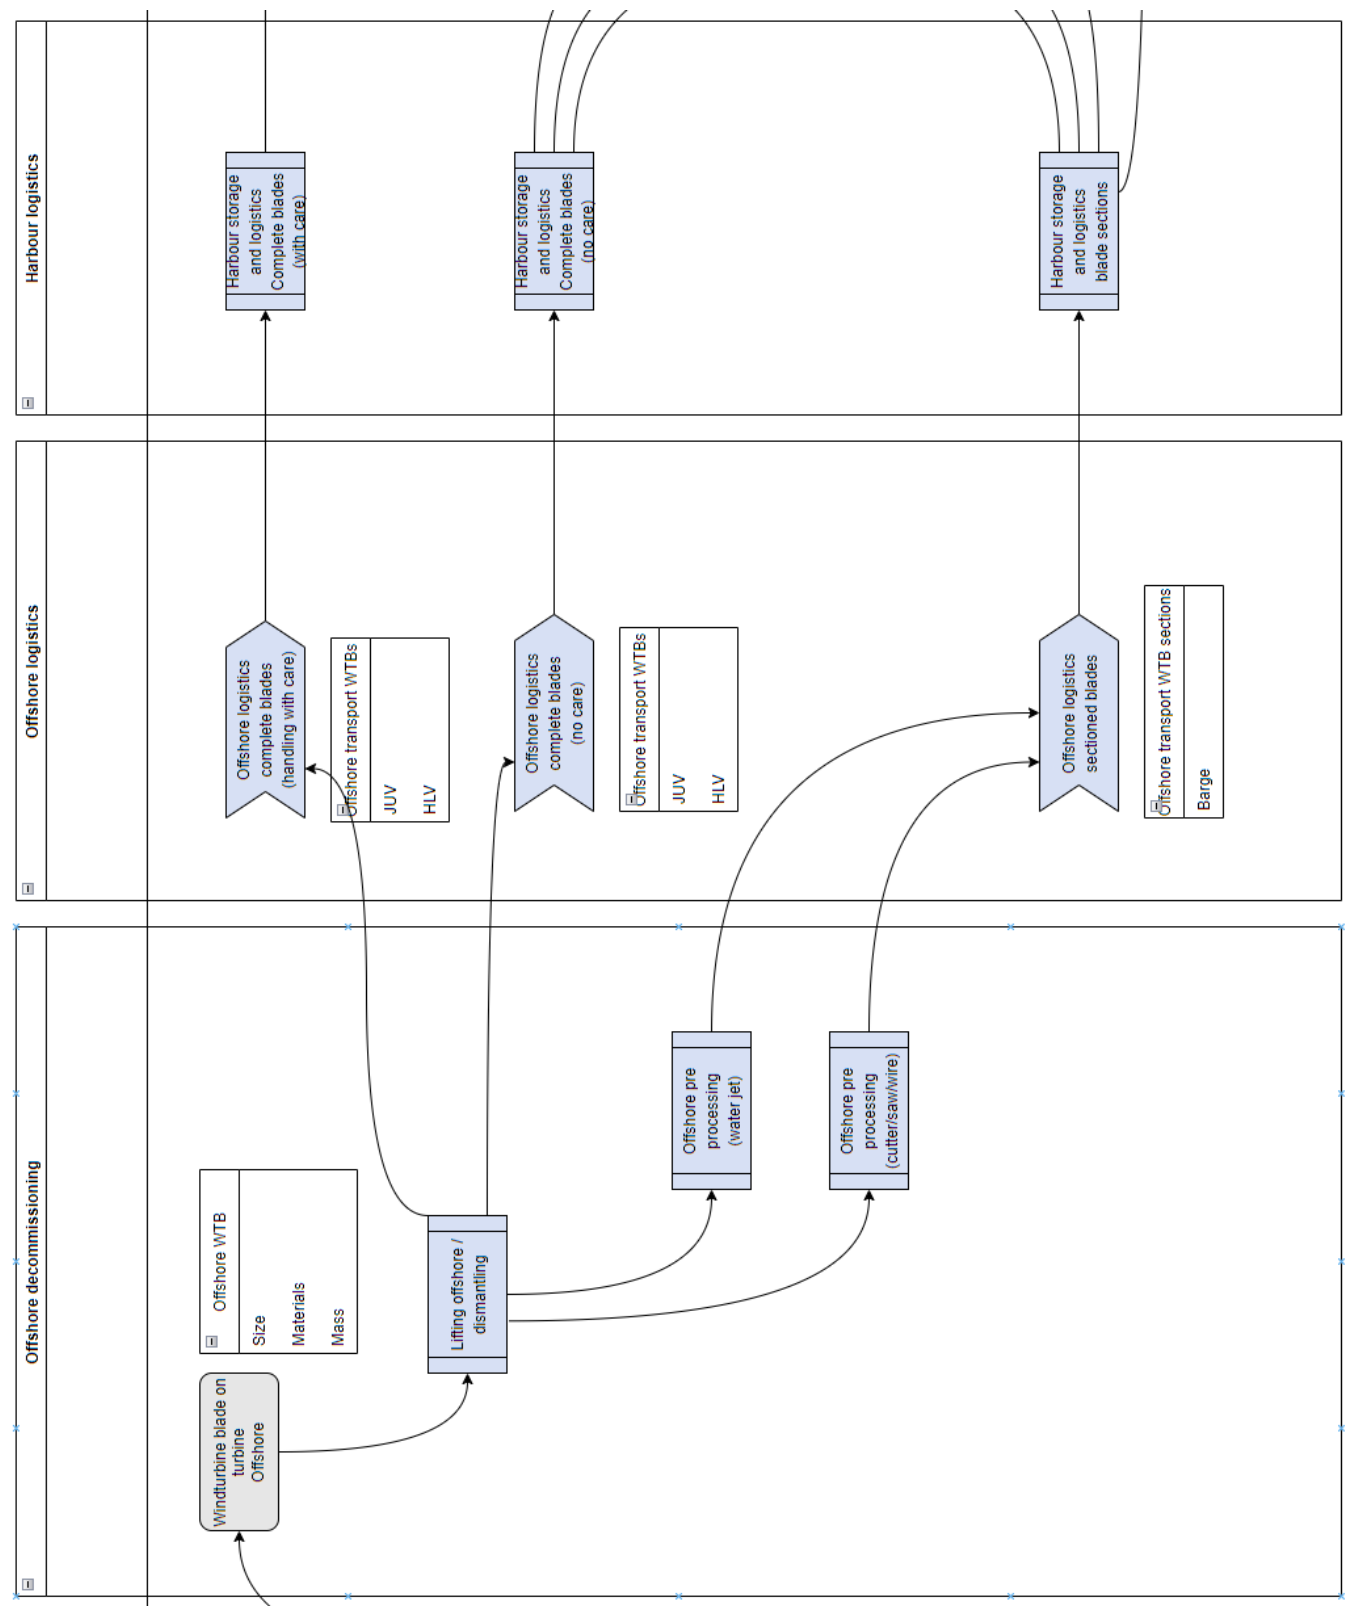 Harbour logistics
Harbour storage
and logistics
Complete blades
(with care)
Harbour storage
and logistics
Complete blades
(no care)
Harbour storage
and logistics
blade sections
Offshore logistics
Offshore logistics
complete blades
(handling with care)
Offshore transport WTBs
JUV
HLV
Offshore logistics
complete blades
(no care)
Offshore transport WTBs
JUV
HLV
Offshore logistics
sectioned blades
Offshore transport WTB sections
Barge
Offshore decommissioning
Windturbine blade on
turbine
Offshore
Offshore WTB
Size
Materials
Mass
Lifting offshore /
dismantling
Offshore pre
processing
(water jet)
Offshore pre
processing
(cutter/saw/wire)